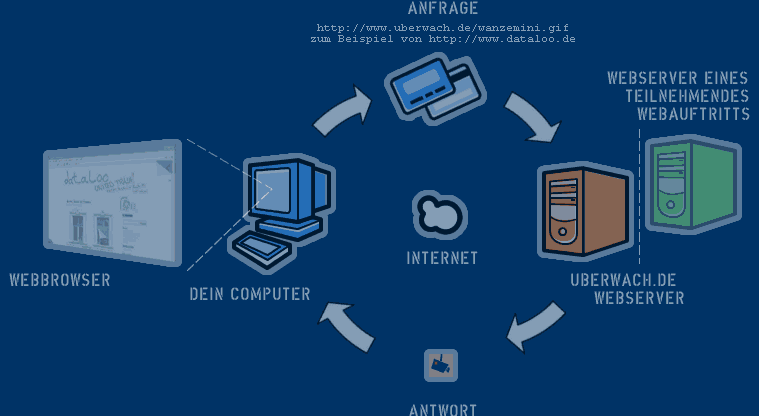 ANFRAGE
http://www.uberwach.de/wanzemini.gif
zum Beispiel von http://www.dataloo.de
WEBSERVER EINES
TEILNEHMENDES
WEBAUFTRITTS
dataloo
WEBBROWSER
DEIN COMPUTER
INTERNET
UBERWACH.DE
WEBSERVER
ANTWORT